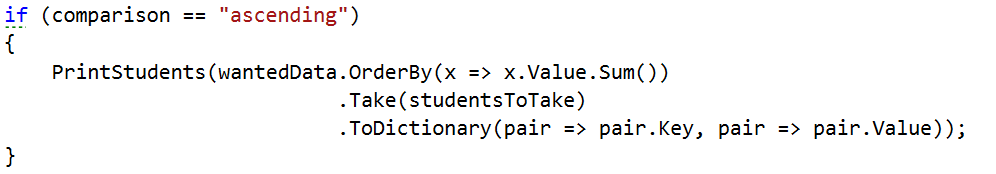 if (comparison == "ascending")
{
    PrintStudents(wantedData.OrderBy(x => x.Value.Sum())
                            .Take(studentsToTake)
                            .ToDictionary(pair => pair.Key, pair => pair.Value));
}